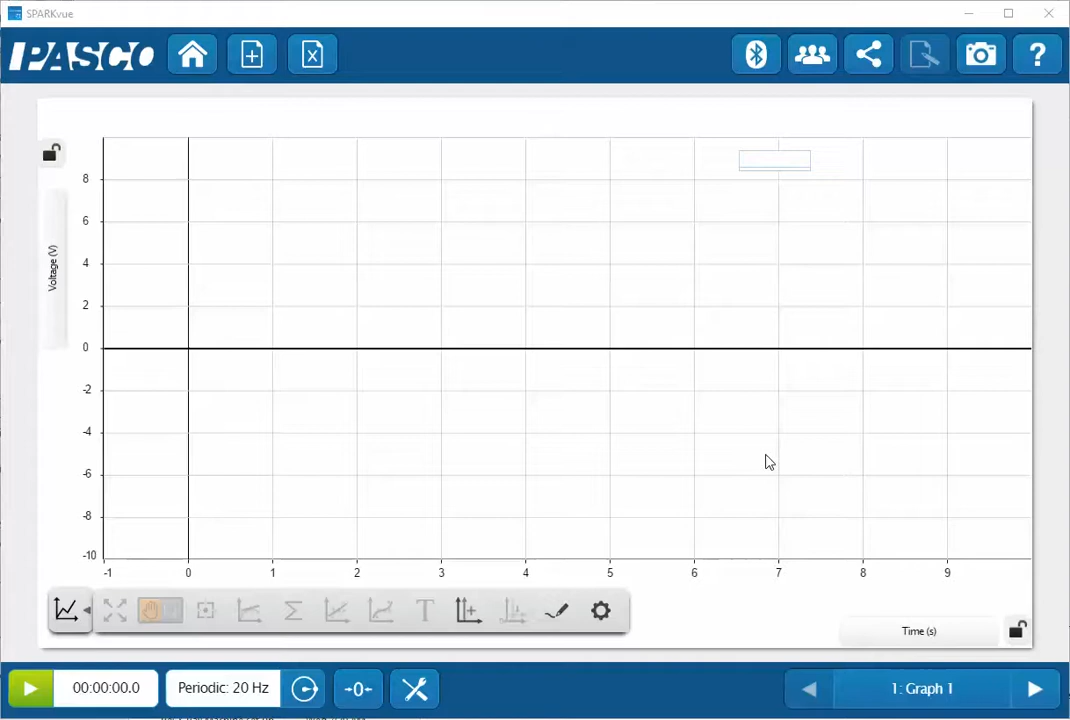 SPARKvue
PASCO
?
Voltage (V)
8
6
4
2
0
-2
-4
-6
-8
-10
-1 0 1 2 3 4 5 6 7 8 9
Σ T
Time (s)
00:00:00.0 Periodic: 20 Hz -0- 1: Graph 1